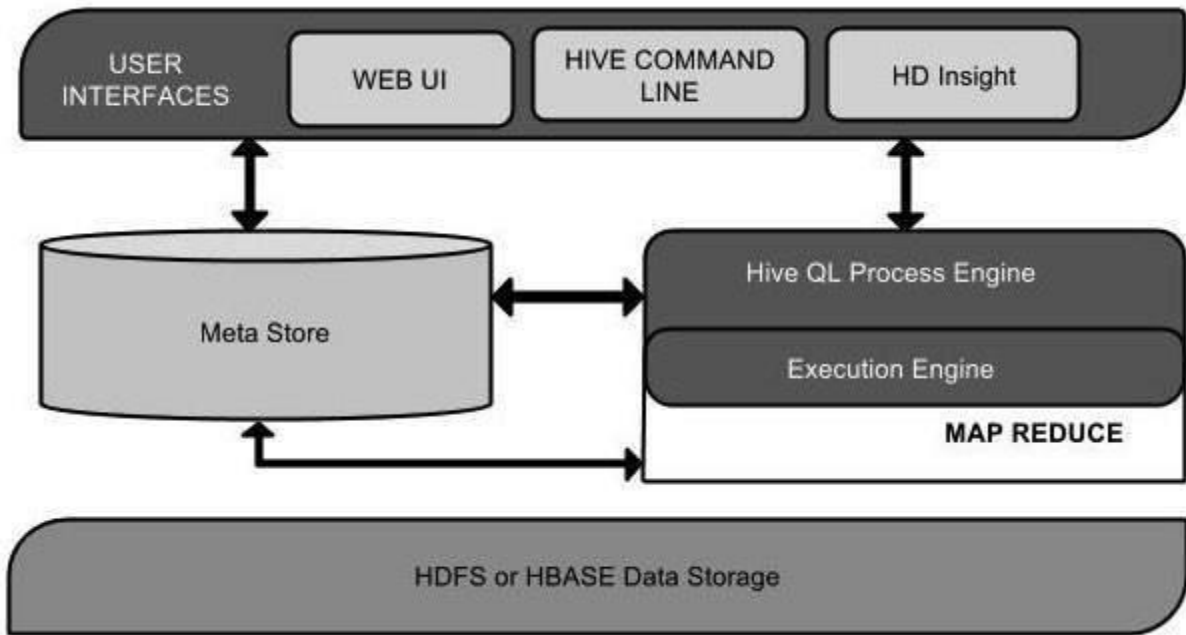 USER
INTERFACES
WEB UI
HIVE COMMAND
LINE
HD Insight
Meta Store
Hive QL Process Engine
Execution Engine
MAP REDUCE
HDFS or HBASE Data Storage